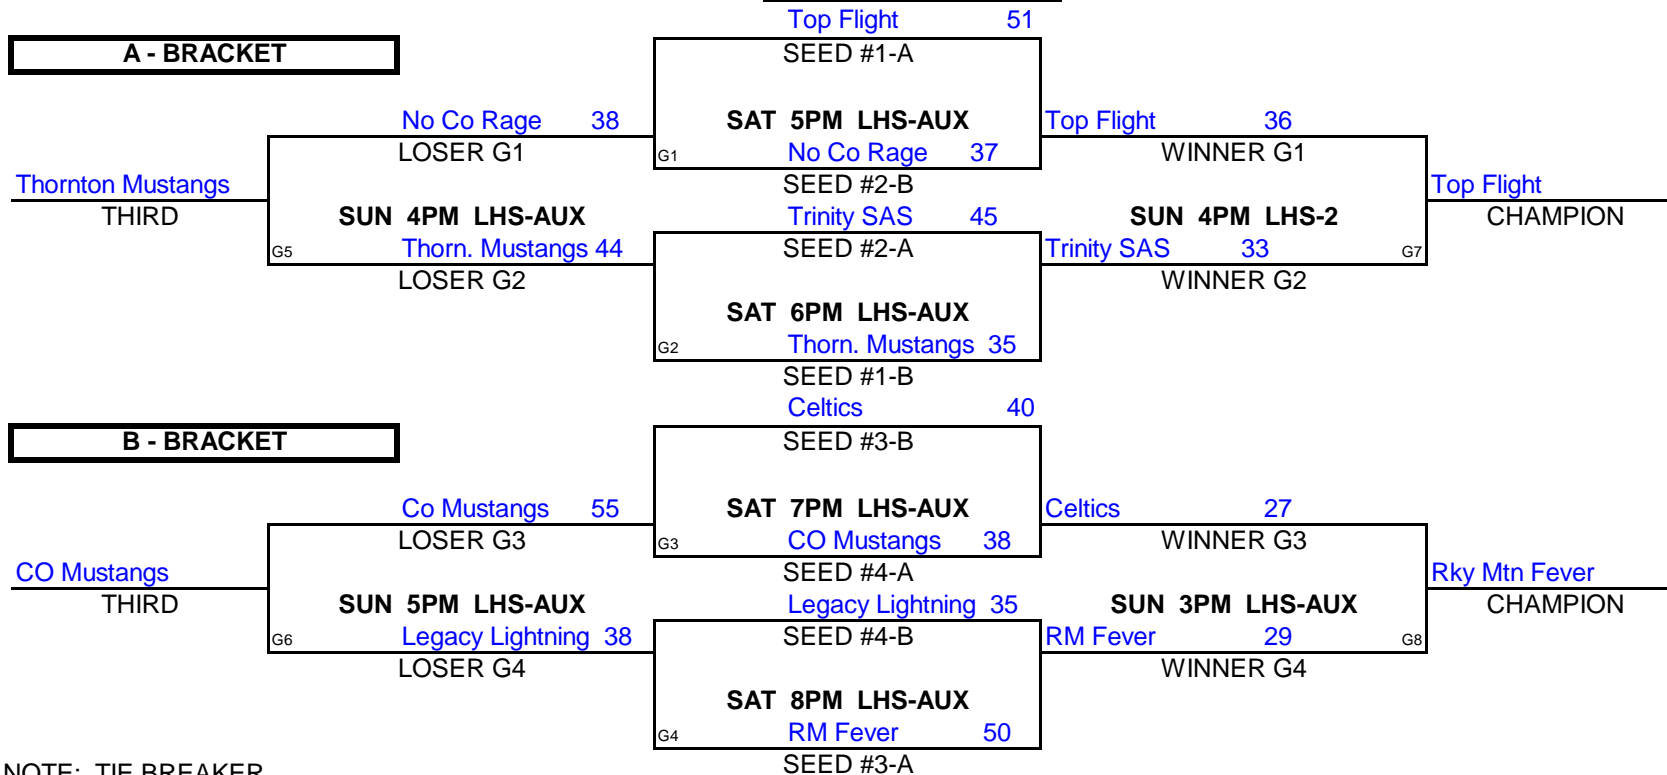 Top Flight 51
A - BRACKET SEED #1-A
No Co Rage 38 SAT 5PM LHS-AUX Top Flight 36
LOSER G1 G1 No Co Rage 37 WINNER G1
Thornton Mustangs SEED #2-B Top Flight
THIRD SUN 4PM LHS-AUX Trinity SAS 45 SUN 4PM LHS-2 CHAMPION
G5 Thorn. Mustangs 44 SEED #2-A Trinity SAS 33 G7
LOSER G2 WINNER G2
SAT 6PM LHS-AUX
G2 Thorn. Mustangs 35
SEED #1-B
Celtics 40
B - BRACKET SEED #3-B
Co Mustangs 55 SAT 7PM LHS-AUX Celtics 27
LOSER G3 G3 CO Mustangs 38 WINNER G3
CO Mustangs SEED #4-A Rky Mtn Fever
THIRD SUN 5PM LHS-AUX Legacy Lightning 35 SUN 3PM LHS-AUX CHAMPION
G6 Legacy Lightning 38 SEED #4-B RM Fever 29 G8
LOSER G4 WINNER G4
SAT 8PM LHS-AUX
G4 RM Fever 50
NOTE: TIE BREAKER SEED #3-A